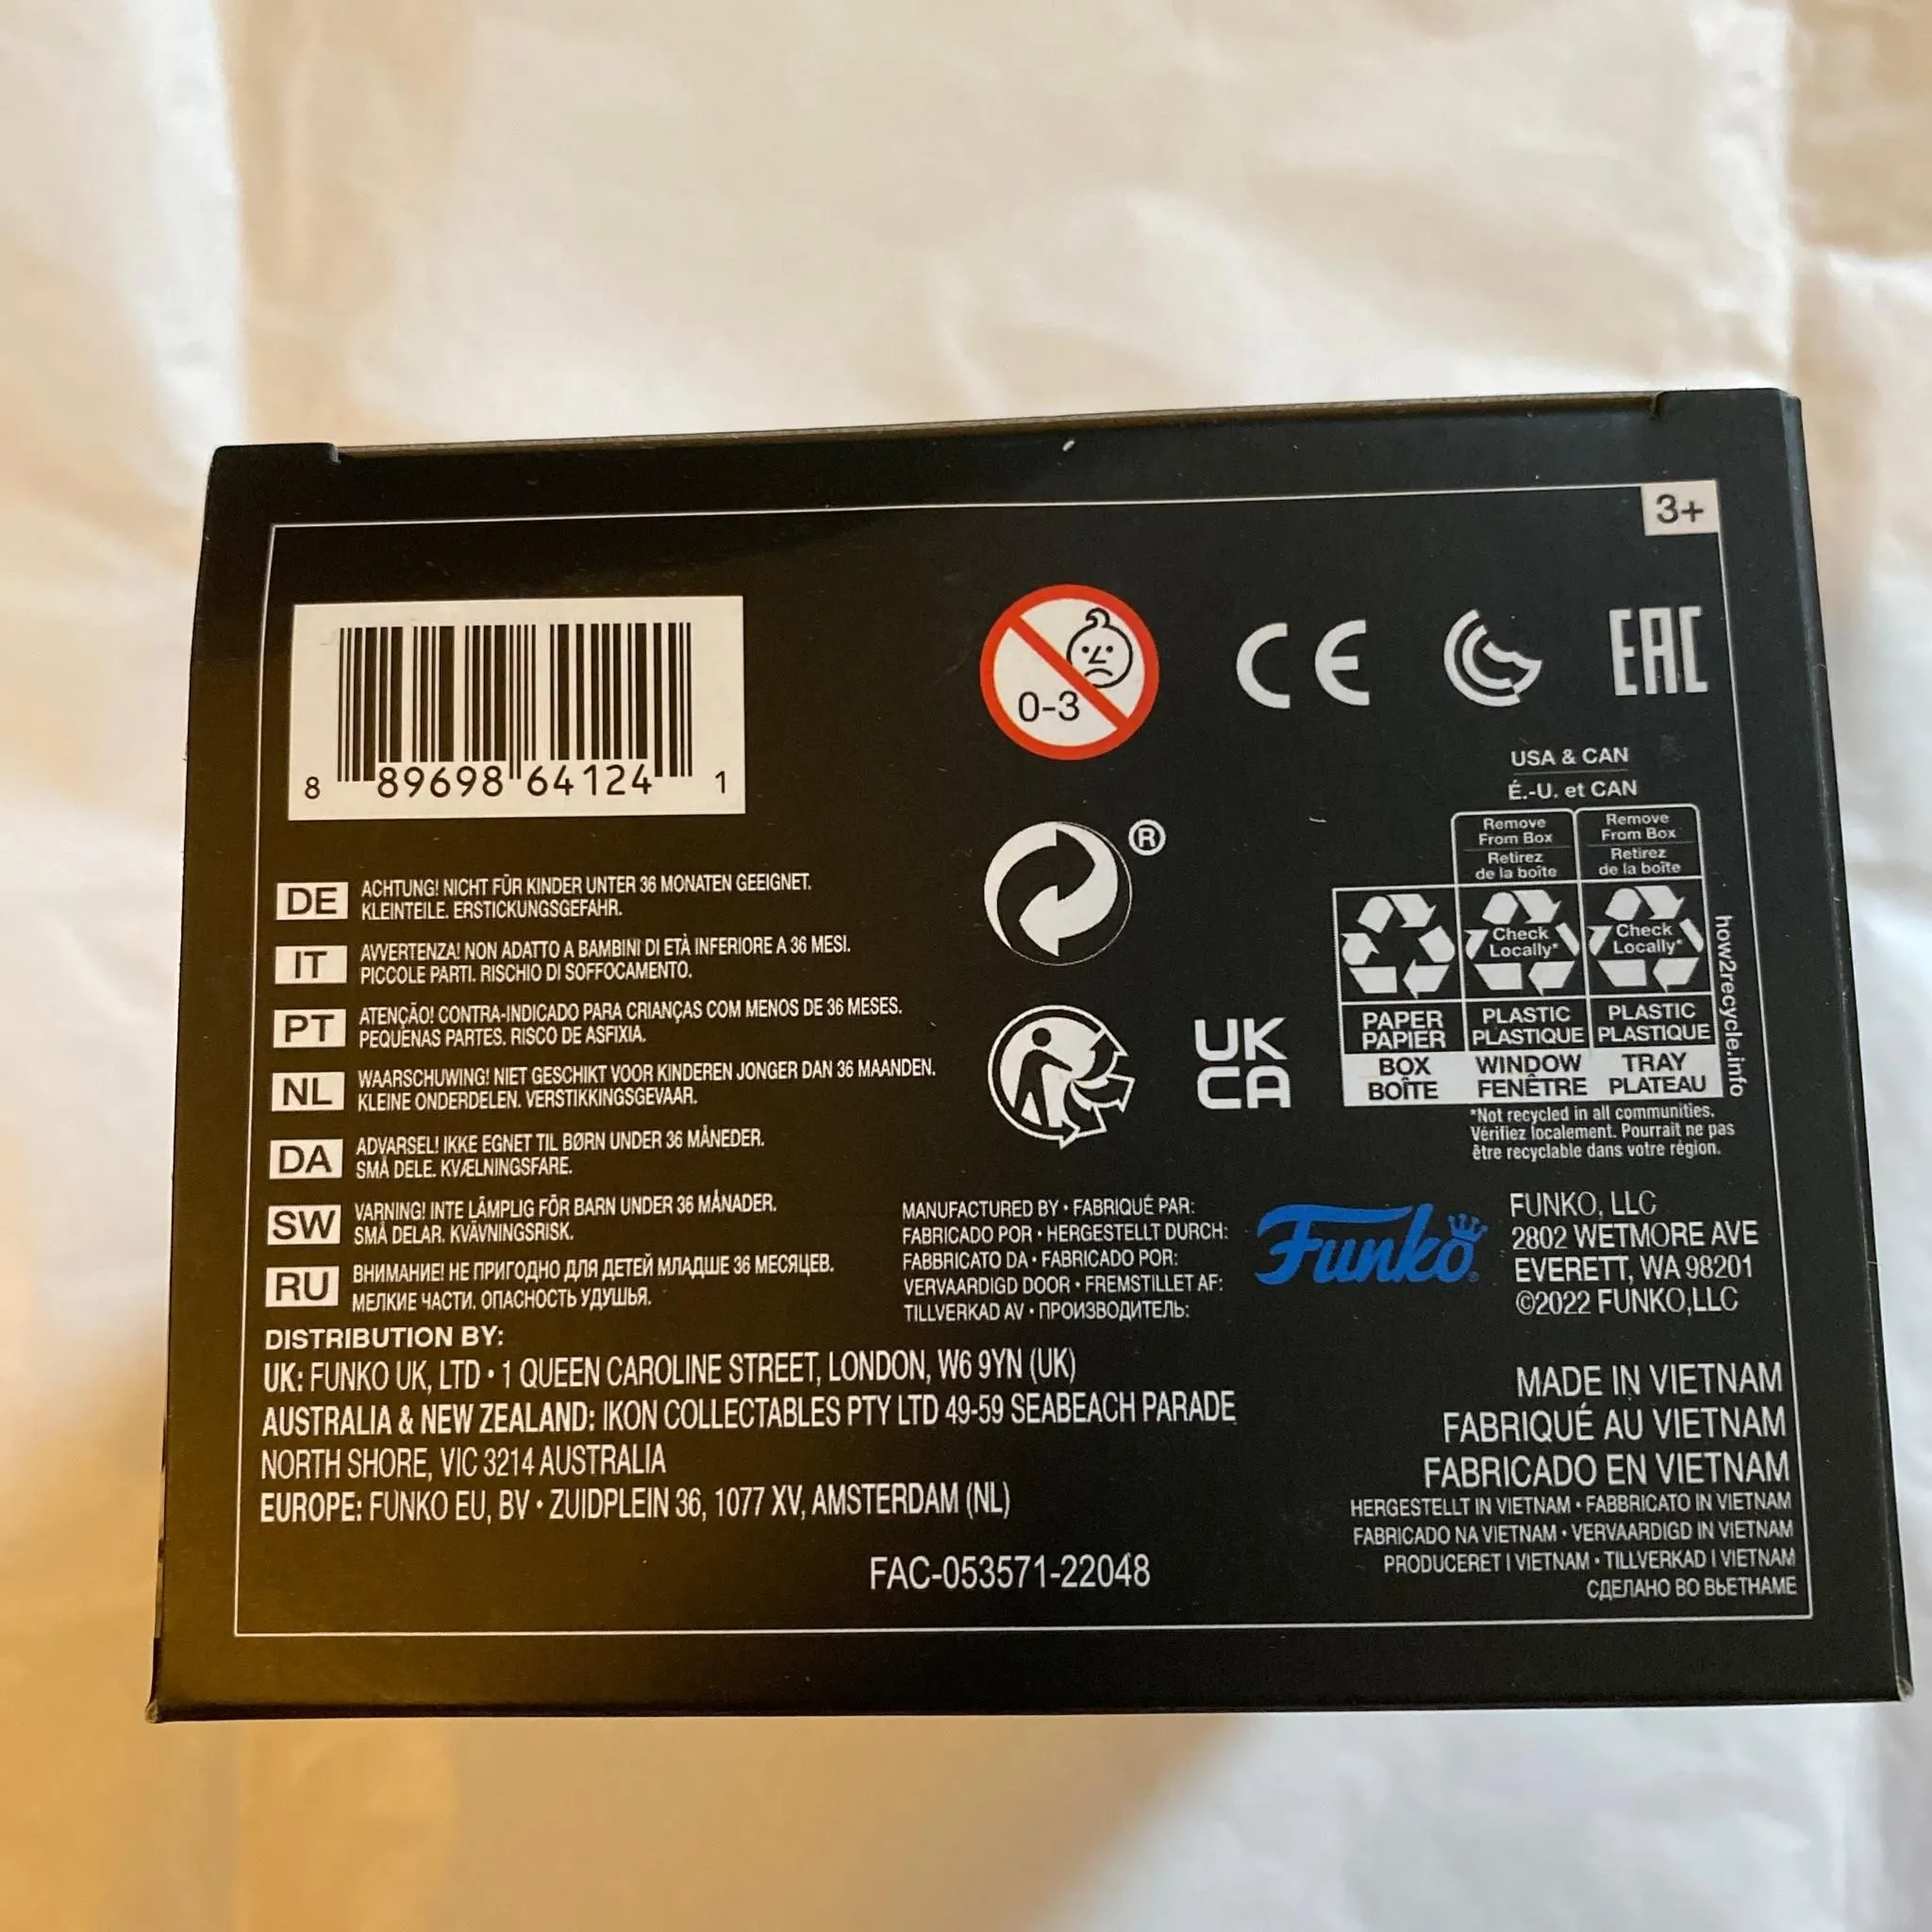 3+
8 89698 64124 1
0-3
CE
EAC
USA & CAN
É.-U. et CAN
Remove
From Box
Retirez
de la boîte
Remove
From Box
Retirez
de la boîte
®
Check
Locally*
Check
Locally*
PAPER
PAPIER
PLASTIC
PLASTIQUE
PLASTIC
PLASTIQUE
BOX
BOÎTE
WINDOW
FENÊTRE
TRAY
PLATEAU
how2recycle.info
*Not recycled in all communities.
Vérifiez localement. Pourrait ne pas
être recyclable dans votre région.
UK
CA
DE ACHTUNG! NICHT FÜR KINDER UNTER 36 MONATEN GEEIGNET.
KLEINTEILE. ERSTICKUNGSGEFAHR.
IT AVVERTENZA! NON ADATTO A BAMBINI DI ETÀ INFERIORE A 36 MESI.
PICCOLE PARTI. RISCHIO DI SOFFOCAMENTO.
PT ATENÇÃO! CONTRA-INDICADO PARA CRIANÇAS COM MENOS DE 36 MESES.
PEQUENAS PARTES. RISCO DE ASFIXIA.
NL WAARSCHUWING! NIET GESCHIKT VOOR KINDEREN JONGER DAN 36 MAANDEN.
KLEINE ONDERDELEN. VERSTIKKINGSGEVAAR.
DA ADVARSEL! IKKE EGNET TIL BØRN UNDER 36 MÅNEDER.
SMÅ DELE. KVÆLNINGSFARE.
SW VARNING! INTE LÄMPLIG FÖR BARN UNDER 36 MÅNADER.
SMÅ DELAR. KVÄVNINGSRISK.
RU ВНИМАНИЕ! НЕ ПРИГОДНО ДЛЯ ДЕТЕЙ МЛАДШЕ 36 МЕСЯЦЕВ.
МЕЛКИЕ ЧАСТИ. ОПАСНОСТЬ УДУШЬЯ.
MANUFACTURED BY • FABRIQUÉ PAR:
FABRICADO POR • HERGESTELLT DURCH:
FABBRICATO DA • FABRICADO POR:
VERVAARDIGD DOOR • FREMSTILLET AF:
TILLVERKAD AV • ПРОИЗВОДИТЕЛЬ:
Funko®
FUNKO, LLC
2802 WETMORE AVE
EVERETT, WA 98201
©2022 FUNKO,LLC
DISTRIBUTION BY:
UK: FUNKO UK, LTD • 1 QUEEN CAROLINE STREET, LONDON, W6 9YN (UK)
AUSTRALIA & NEW ZEALAND: IKON COLLECTABLES PTY LTD 49-59 SEABEACH PARADE
NORTH SHORE, VIC 3214 AUSTRALIA
EUROPE: FUNKO EU, BV • ZUIDPLEIN 36, 1077 XV, AMSTERDAM (NL)
MADE IN VIETNAM
FABRIQUÉ AU VIETNAM
FABRICADO EN VIETNAM
HERGESTELLT IN VIETNAM • FABBRICATO IN VIETNAM
FABRICADO NA VIETNAM • VERVAARDIGD IN VIETNAM
PRODUCERET I VIETNAM • TILLVERKAD I VIETNAM
СДЕЛАНО ВО ВЬЕТНАМЕ
FAC-053571-22048